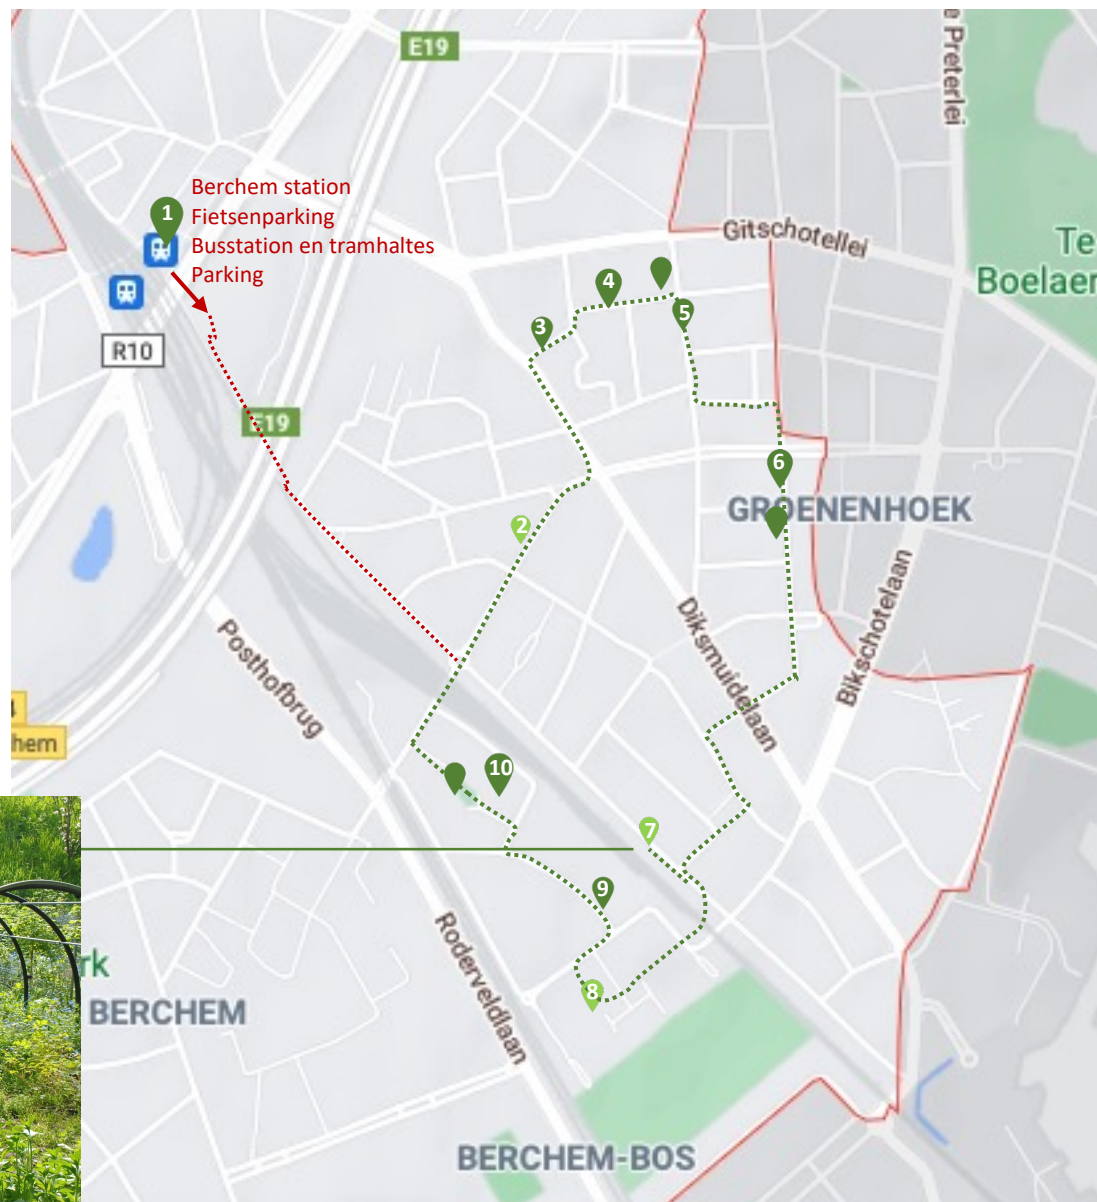 E19
e Preterlei
Berchem station
1
Fietsenparking
Busstation en tramhaltes
Parking
Gitschotellei
Te
Boelaer
4
5
3
R10
E19
6
2
GROENENHOEK
Diksmuidelaan
Bikschotelaan
Posthofbrug
4
hem
10
7
9
Roderveldlaan
rk
8
BERCHEM
BERCHEM-BOS